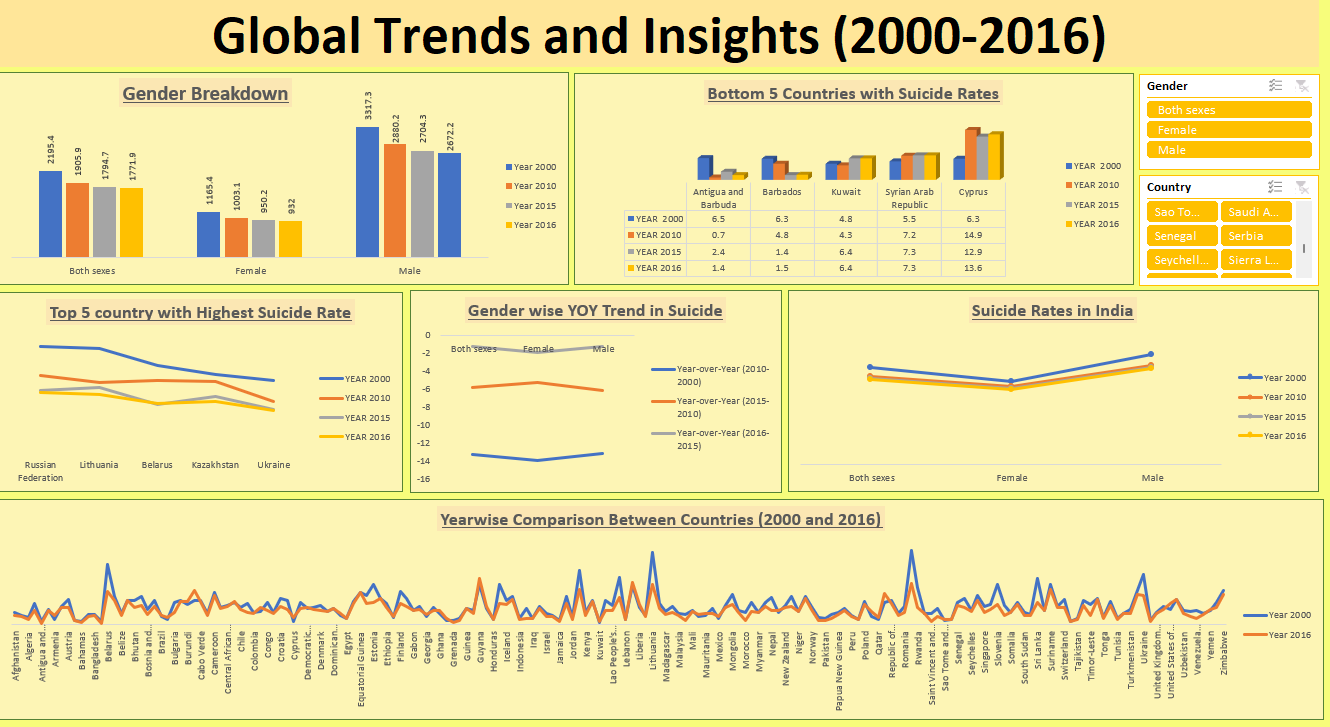 Global Trends and Insights (2000-2016)
Gender Breakdown
2195.4
1905.9
1794.7
1771.9
1165.4
1003.1
950.2
932
3317.3
2880.2
2704.3
2672.2
Both sexes
Female
Male
Year 2000
Year 2010
Year 2015
Year 2016
Bottom 5 Countries with Suicide Rates
Antigua and
Barbuda
Barbados
Kuwait
Syrian Arab
Republic
Cyprus
YEAR 2000 6.5 6.3 4.8 5.5 6.3
YEAR 2010 0.7 4.8 4.3 7.2 14.9
YEAR 2015 2.4 1.4 6.4 7.3 12.9
YEAR 2016 1.4 1.5 6.4 7.3 13.6
YEAR 2000
YEAR 2010
YEAR 2015
YEAR 2016
Gender
Both sexes
Female
Male
Country
Sao To... Saudi A...
Senegal Serbia
Seychell... Sierra L...
Top 5 country with Highest Suicide Rate
Russian
Federation
Lithuania
Belarus
Kazakhstan
Ukraine
YEAR 2000
YEAR 2010
YEAR 2015
YEAR 2016
Gender wise YOY Trend in Suicide
0
-2
-4
-6
-8
-10
-12
-14
-16
Both sexes
Female
Male
Year-over-Year (2010-
2000)
Year-over-Year (2015-
2010)
Year-over-Year (2016-
2015)
Suicide Rates in India
Both sexes
Female
Male
Year 2000
Year 2010
Year 2015
Year 2016
Yearwise Comparison Between Countries (2000 and 2016)
Afghanistan
Algeria
Antigua and...
Armenia
Austria
Bahamas
Bangladesh
Belarus
Belize
Bhutan
Bosnia and...
Brazil
Bulgaria
Burundi
Cabo Verde
Cameroon
Central African...
Chile
Colombia
Congo
Croatia
Cyprus
Democrati...
Denmark
Dominican...
Egypt
Equatorial Guinea
Estonia
Ethiopia
Finland
Gabon
Georgia
Ghana
Grenada
Guinea
Guyana
Honduras
Iceland
Indonesia
Iraq
Israel
Jamaica
Jordan
Kenya
Kuwait
Lao People's...
Lebanon
Liberia
Lithuania
Madagascar
Malaysia
Mali
Mauritania
Mexico
Mongolia
Morocco
Myanmar
Nepal
New Zealand
Niger
Norway
Pakistan
Papua New Guinea
Peru
Poland
Qatar
Republic of...
Romania
Rwanda
Saint Vincent and...
Sao Tome and...
Senegal
Seychelles
Singapore
Slovenia
Somalia
South Sudan
Sri Lanka
Suriname
Switzerland
Tajikistan
Timor-Leste
Tonga
Tunisia
Turkmenistan
Ukraine
United Kingdom...
United States of...
Uzbekistan
Venezuela...
Yemen
Zimbabwe
Year 2000
Year 2016